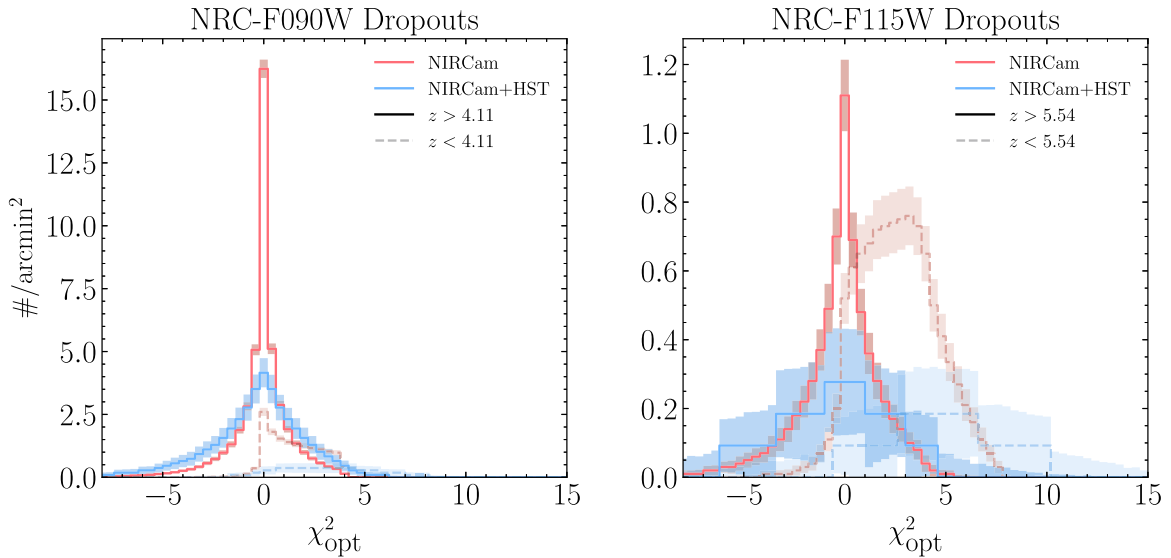 NRC-F090W Dropouts
#/arcmin²
15.0
12.5
10.0
7.5
5.0
2.5
0.0
−5
0
5
10
15
χ²opt
NIRCam
NIRCam+HST
z > 4.11
z < 4.11
NRC-F115W Dropouts
1.2
1.0
0.8
0.6
0.4
0.2
0.0
−5
0
5
10
15
χ²opt
NIRCam
NIRCam+HST
z > 5.54
z < 5.54